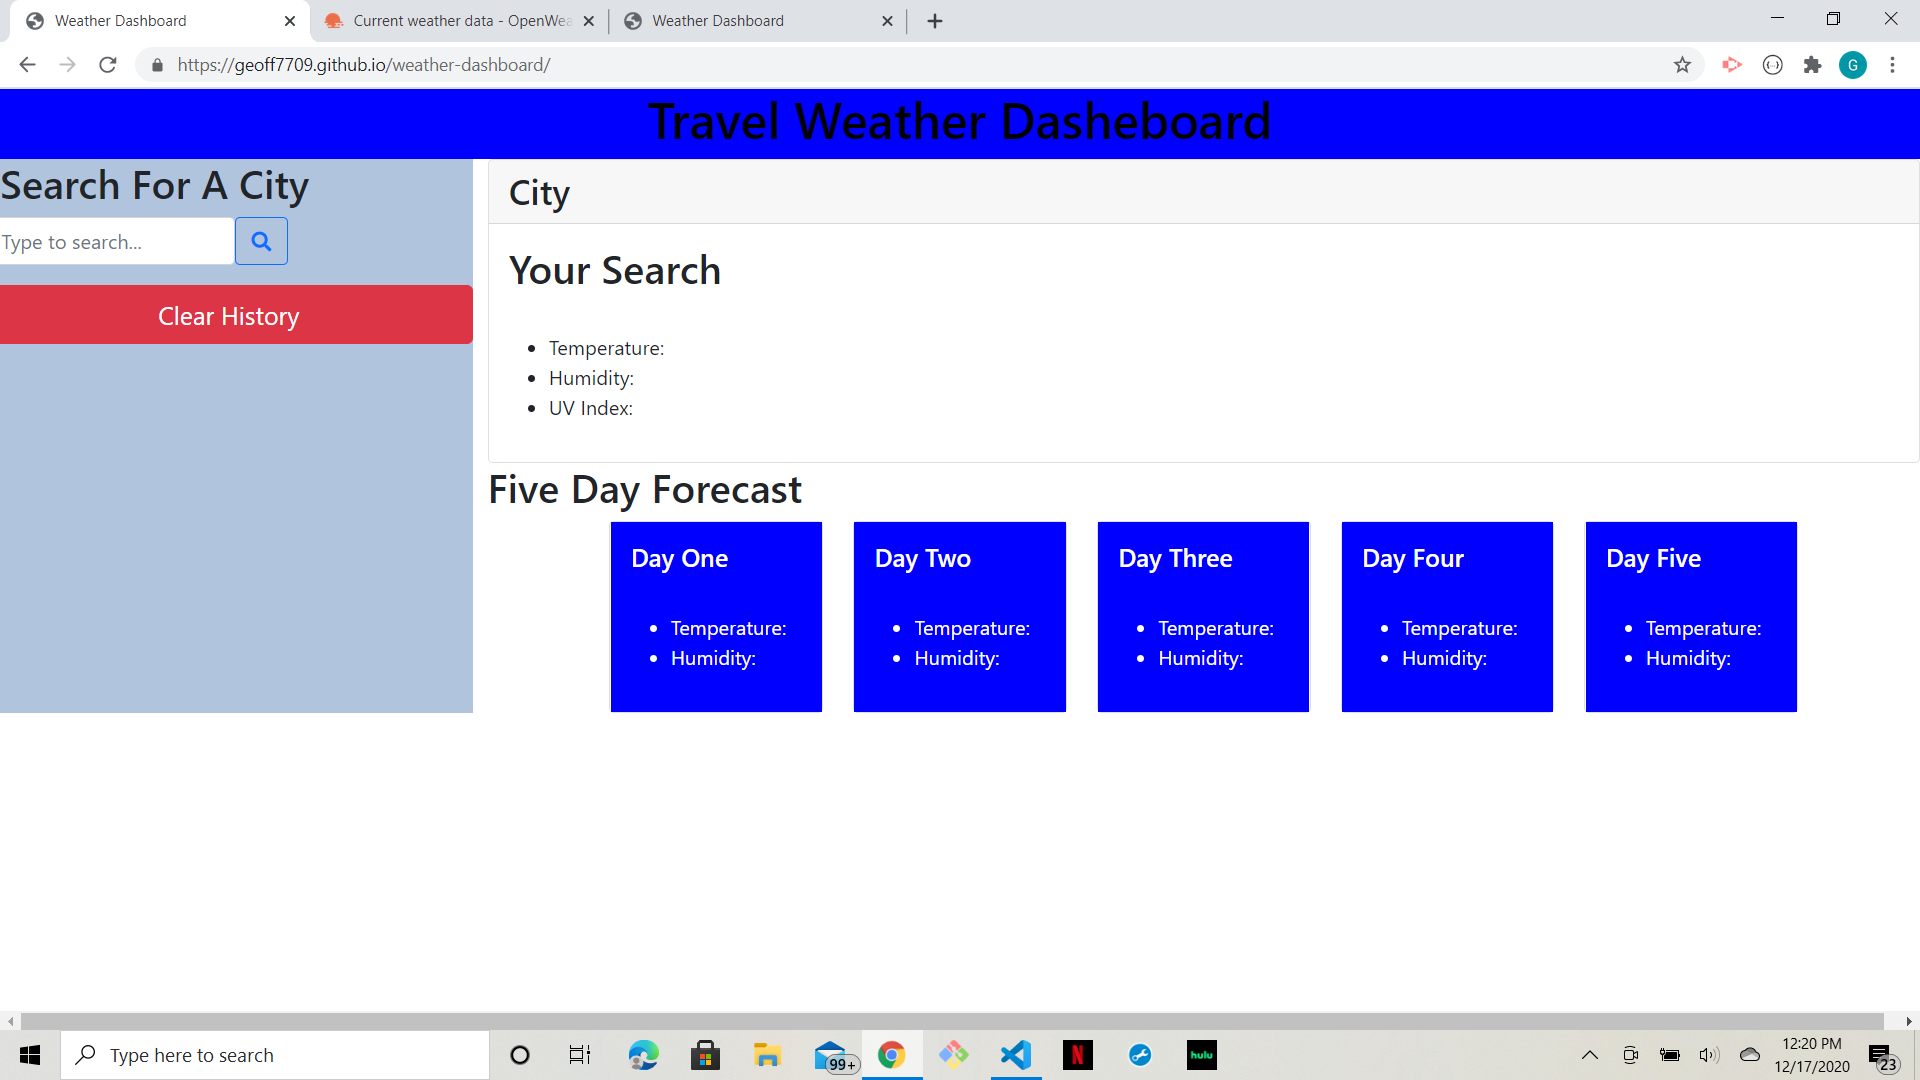 Weather Dashboard
Current weather data - OpenWea
Weather Dashboard
https://geoff7709.github.io/weather-dashboard/
G
Travel Weather Dasheboard
Search For A City
Type to search...
Clear History
City
Your Search
Temperature:
Humidity:
UV Index:
Five Day Forecast
Day One
Temperature:
Humidity:
Day Two
Temperature:
Humidity:
Day Three
Temperature:
Humidity:
Day Four
Temperature:
Humidity:
Day Five
Temperature:
Humidity:
Type here to search
99+
N
hulu
12:20 PM
12/17/2020
23